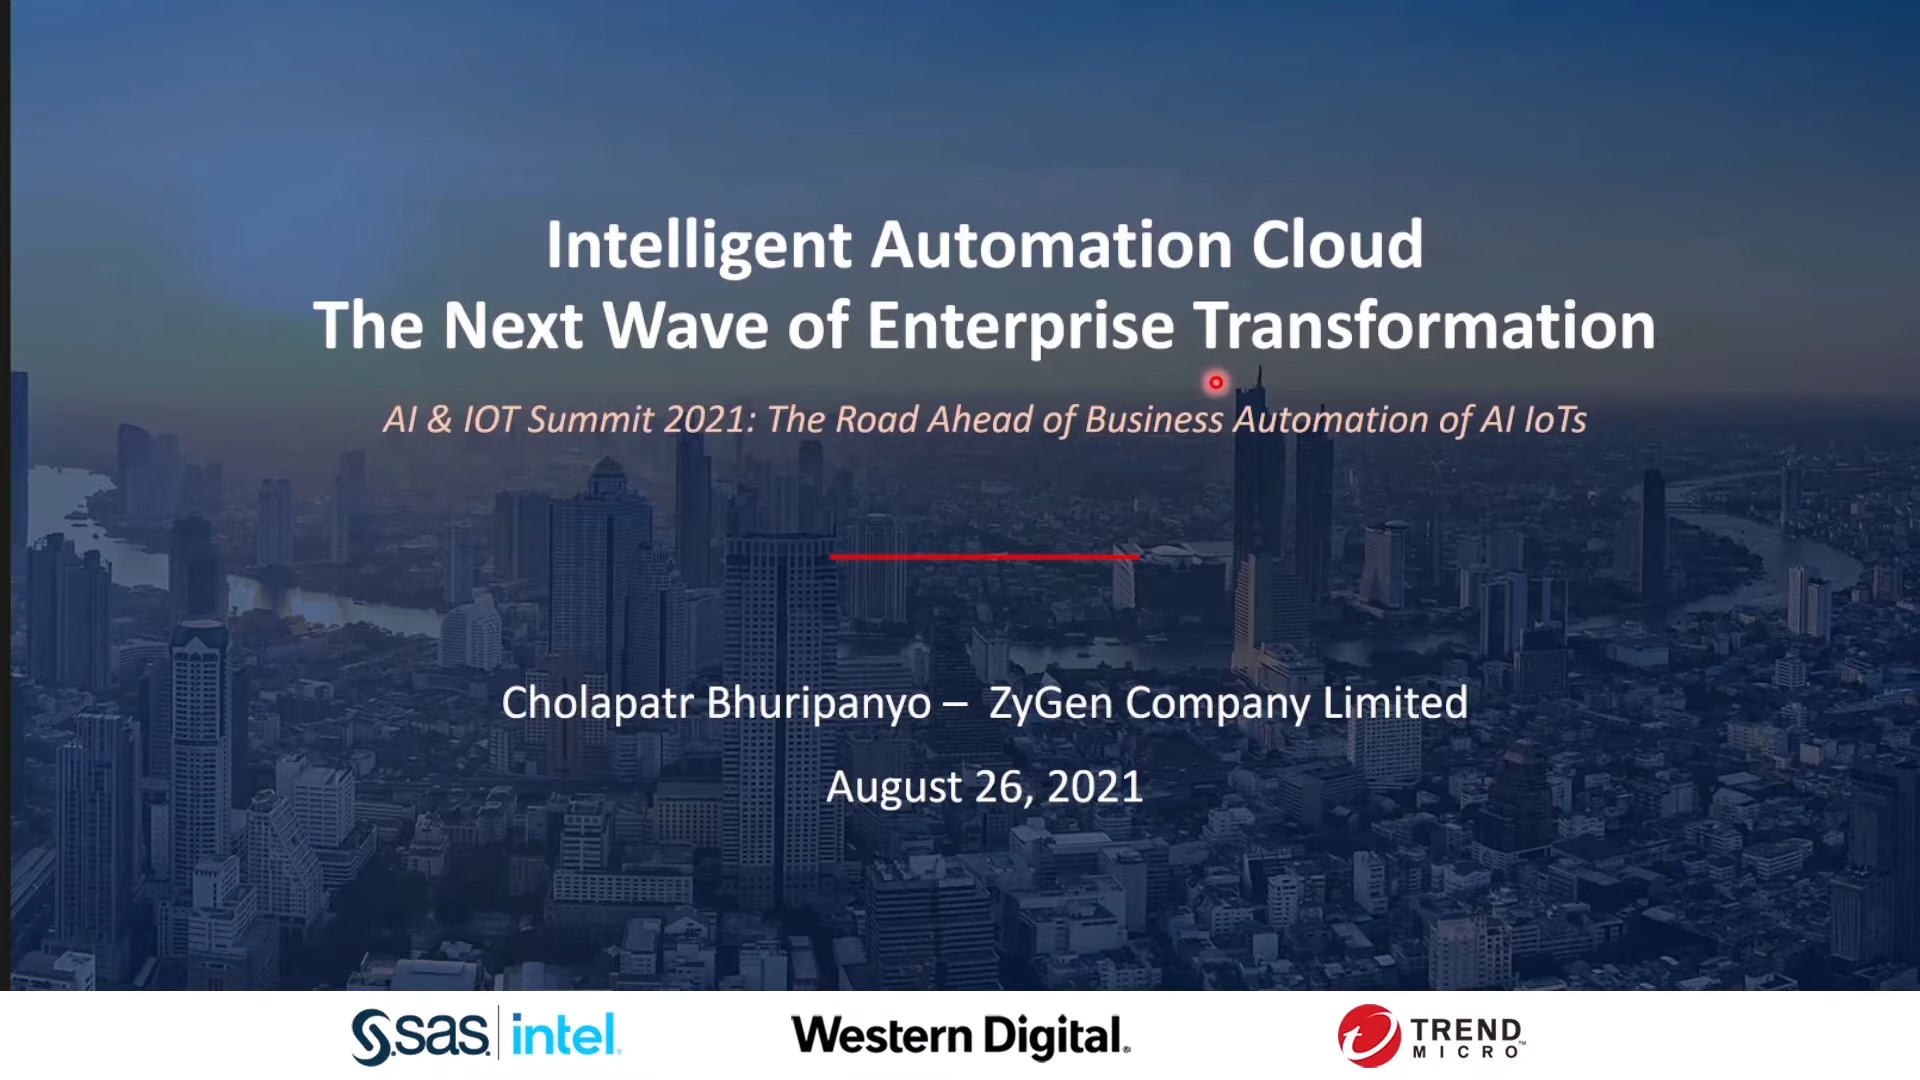 Intelligent Automation Cloud
The Next Wave of Enterprise Transformation
AI & IOT Summit 2021: The Road Ahead of Business Automation of AI IoTs
Cholapatr Bhuripanyo – ZyGen Company Limited
August 26, 2021
sas intel.
Western Digital.
TREND
MICRO™